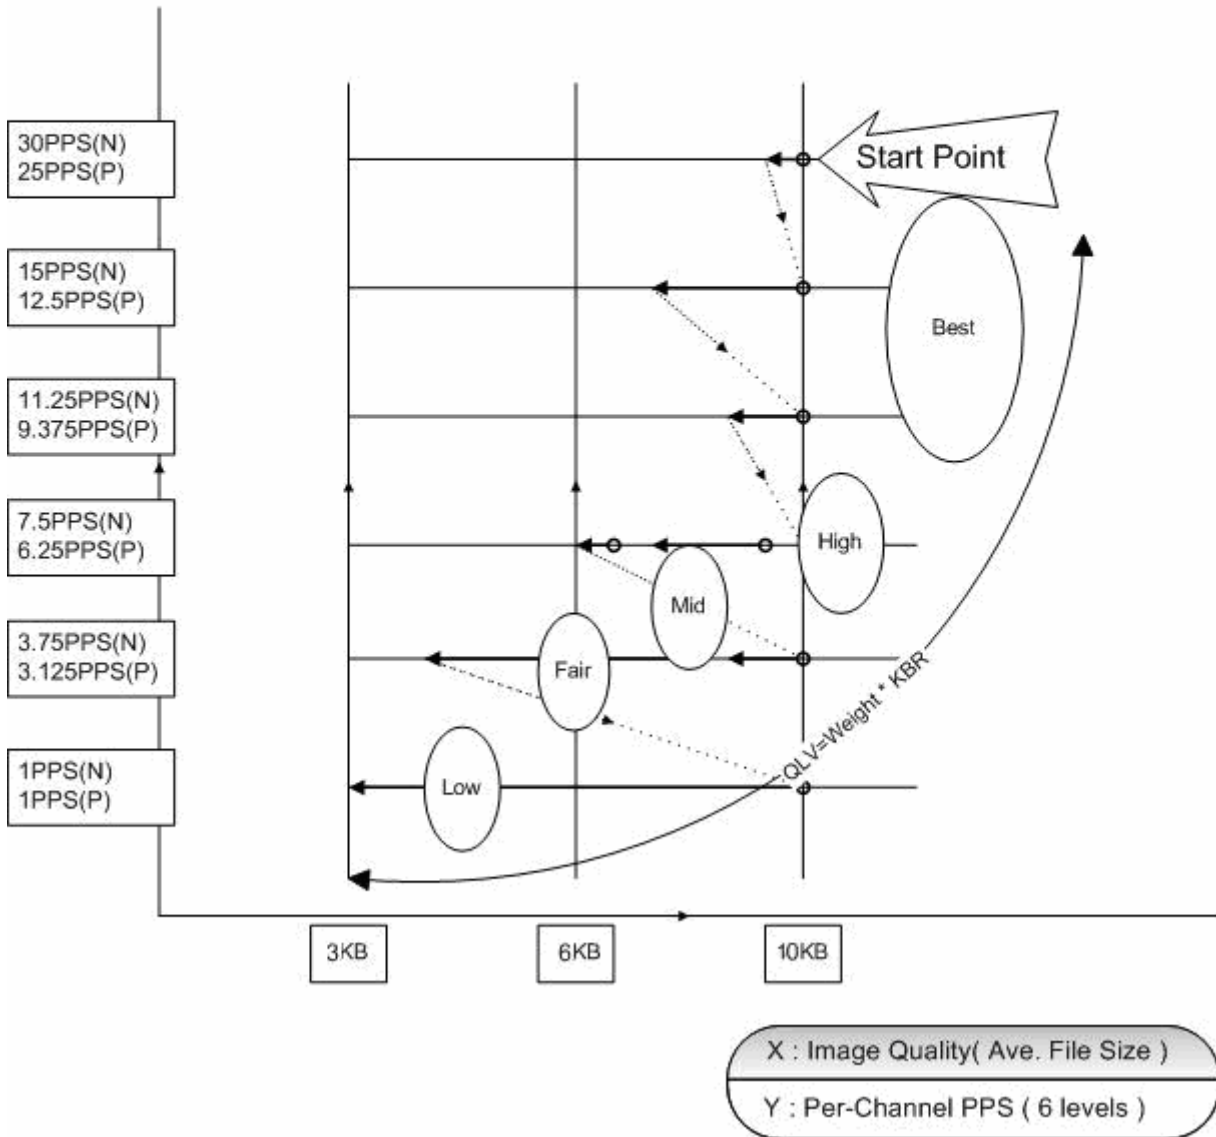 30PPS(N)
25PPS(P)
Start Point
15PPS(N)
12.5PPS(P)
Best
11.25PPS(N)
9.375PPS(P)
7.5PPS(N)
6.25PPS(P)
High
Mid
3.75PPS(N)
3.125PPS(P)
Fair
QLV=Weight * KBR
1PPS(N)
1PPS(P)
Low
3KB
6KB
10KB
X : Image Quality( Ave. File Size )
Y : Per-Channel PPS ( 6 levels )